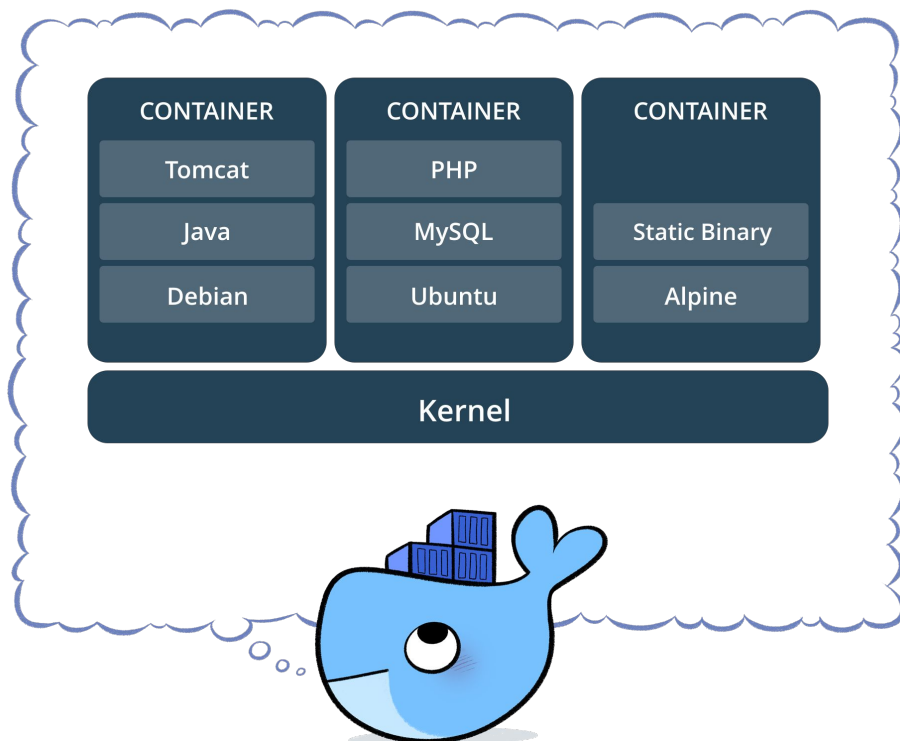 CONTAINER
Tomcat
Java
Debian
CONTAINER
PHP
MySQL
Ubuntu
CONTAINER
Static Binary
Alpine
Kernel